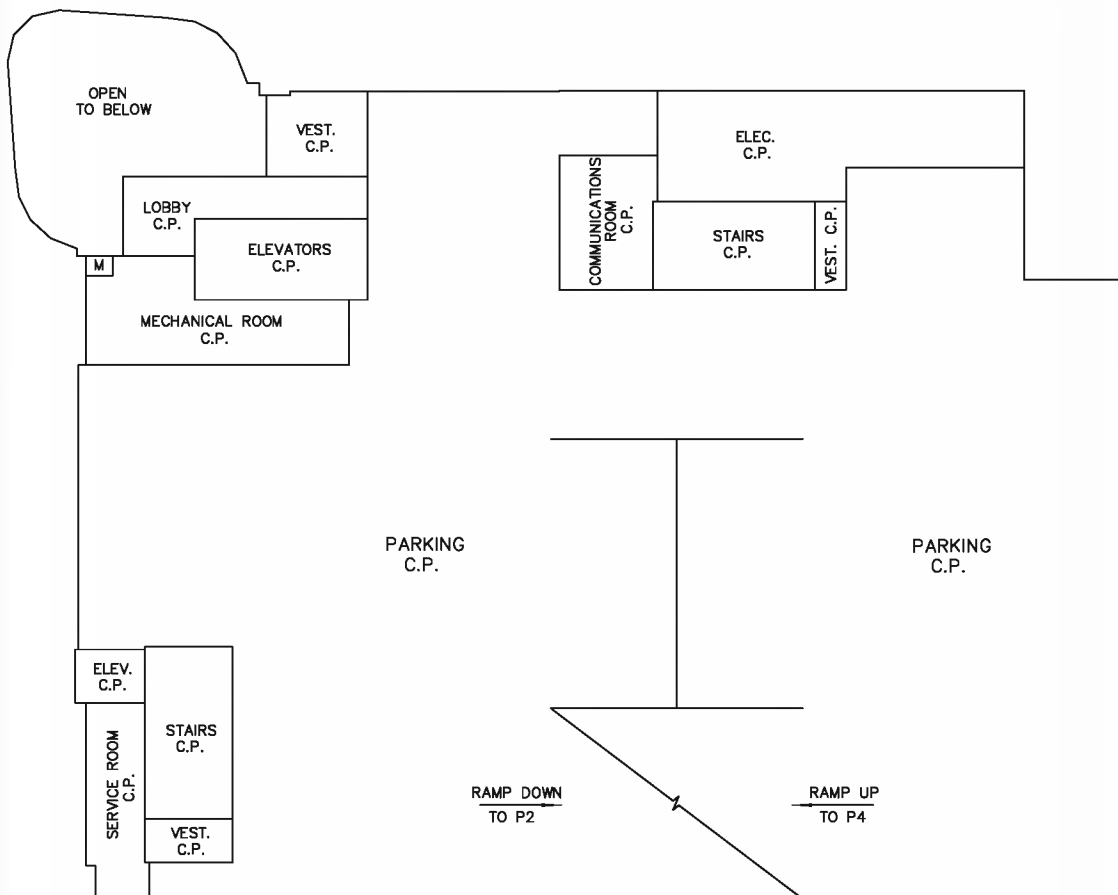 OPEN
TO BELOW
VEST.
C.P.
ELEC.
C.P.
LOBBY
C.P.
COMMUNICATIONS
ROOM
C.P.
ELEVATORS
C.P.
STAIRS
C.P.
VEST. C.P.
M
MECHANICAL ROOM
C.P.
PARKING
C.P.
PARKING
C.P.
ELEV.
C.P.
STAIRS
C.P.
SERVICE ROOM
C.P.
RAMP DOWN
TO P2
RAMP UP
TO P4
VEST.
C.P.